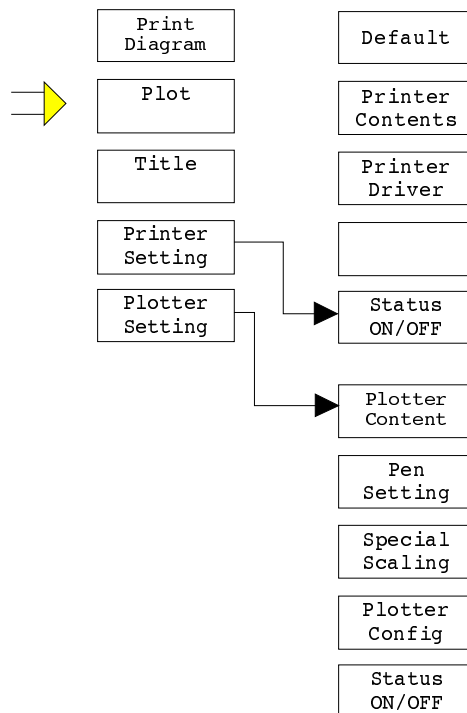 Print
Diagram
Plot
Title
Printer
Setting
Plotter
Setting
Default
Printer
Contents
Printer
Driver
Status
ON/OFF
Plotter
Content
Pen
Setting
Special
Scaling
Plotter
Config
Status
ON/OFF